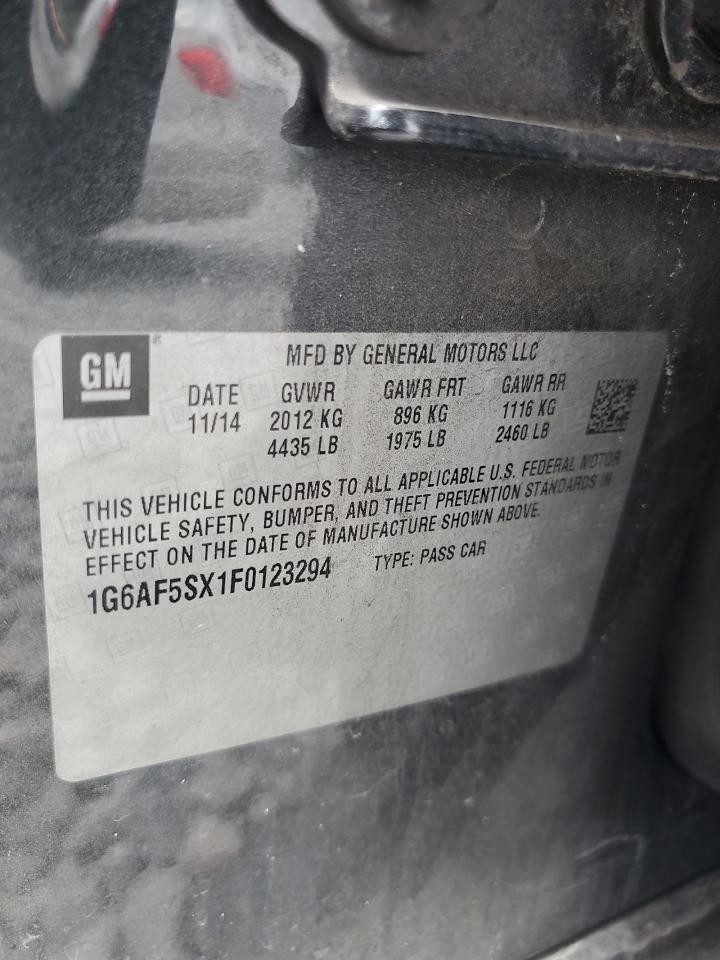 GM
MFD BY GENERAL MOTORS LLC
DATE GVWR GAWR FRT GAWR RR
11/14 2012 KG 896 KG 1116 KG
4435 LB 1975 LB 2460 LB
THIS VEHICLE CONFORMS TO ALL APPLICABLE U.S. FEDERAL MOTOR
VEHICLE SAFETY, BUMPER, AND THEFT PREVENTION STANDARDS IN
EFFECT ON THE DATE OF MANUFACTURE SHOWN ABOVE.
1G6AF5SX1F0123294 TYPE: PASS CAR